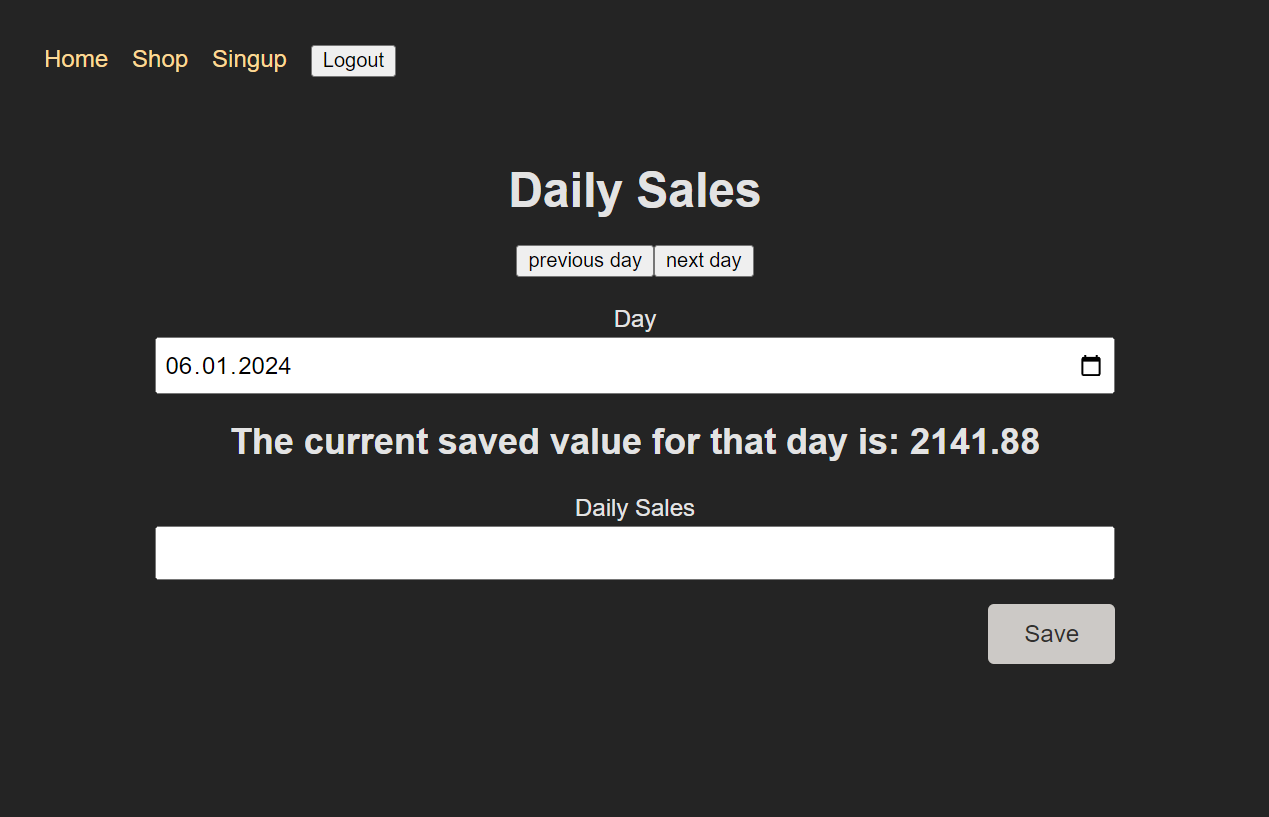 Home Shop Singup Logout
Daily Sales
previous day next day
Day
06.01.2024
The current saved value for that day is: 2141.88
Daily Sales
Save